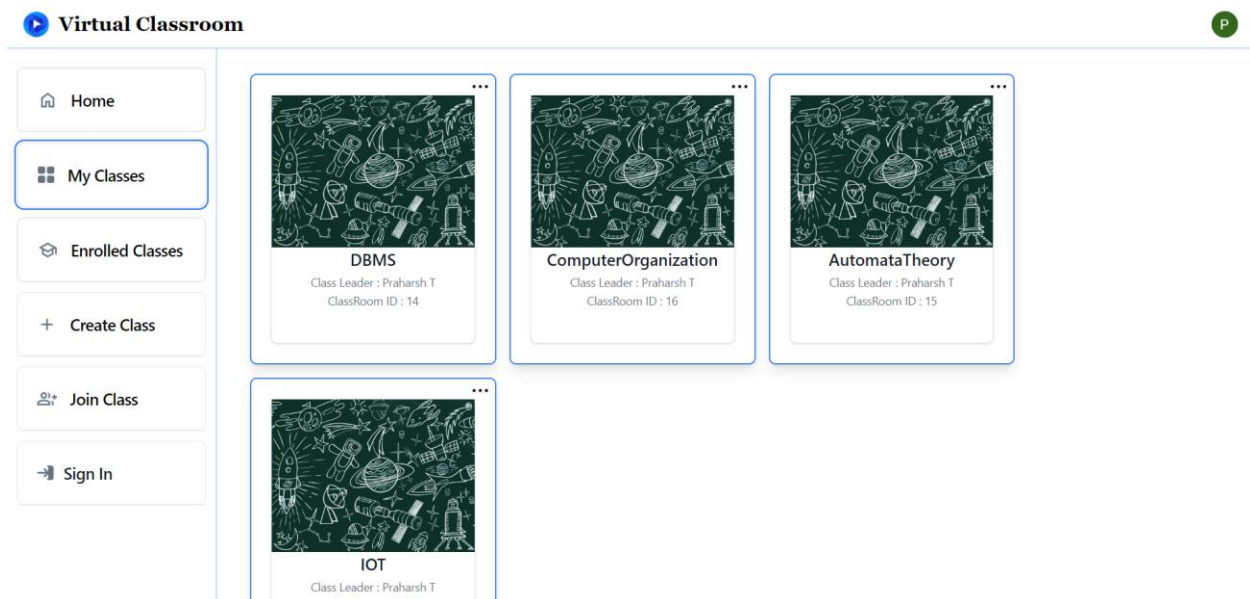 Virtual Classroom
P
Home
My Classes
Enrolled Classes
Create Class
Join Class
Sign In
DBMS
Class Leader : Praharsh T
ClassRoom ID : 14
ComputerOrganization
Class Leader : Praharsh T
ClassRoom ID : 16
AutomataTheory
Class Leader : Praharsh T
ClassRoom ID : 15
IOT
Class Leader : Praharsh T